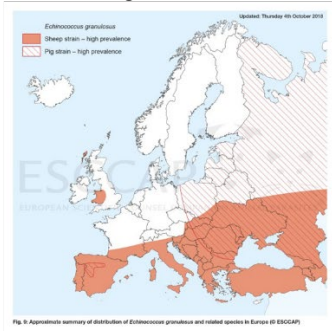 Updated: Thursday 4th October 2018
Echinococcus granulosus
Sheep strain – high prevalence
Pig strain – high prevalence
ESCCAP
EUROPEAN
Fig. 9: Approximate summary of distribution of Echinococcus granulosus and related species in Europe (© ESCCAP)